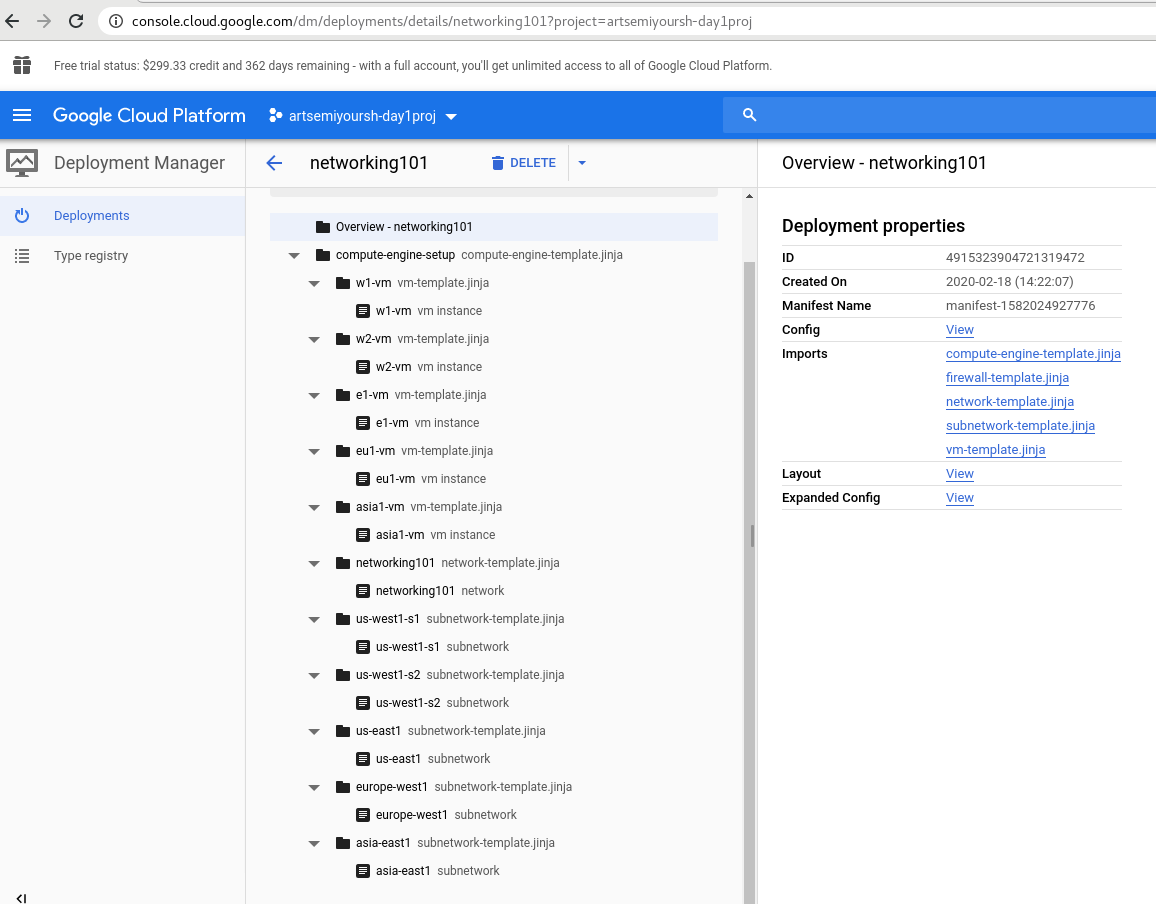 console.cloud.google.com/dm/deployments/details/networking101?project=artsemiyoursh-day1proj
Free trial status: $299.33 credit and 362 days remaining - with a full account, you'll get unlimited access to all of Google Cloud Platform.
Google Cloud Platform artsemiyoursh-day1proj
Deployment Manager
Deployments
Type registry
networking101 DELETE
Overview - networking101
compute-engine-setup compute-engine-template.jinja
w1-vm vm-template.jinja
w1-vm vm instance
w2-vm vm-template.jinja
w2-vm vm instance
e1-vm vm-template.jinja
e1-vm vm instance
eu1-vm vm-template.jinja
eu1-vm vm instance
asia1-vm vm-template.jinja
asia1-vm vm instance
networking101 network-template.jinja
networking101 network
us-west1-s1 subnetwork-template.jinja
us-west1-s1 subnetwork
us-west1-s2 subnetwork-template.jinja
us-west1-s2 subnetwork
us-east1 subnetwork-template.jinja
us-east1 subnetwork
europe-west1 subnetwork-template.jinja
europe-west1 subnetwork
asia-east1 subnetwork-template.jinja
asia-east1 subnetwork
Overview - networking101
Deployment properties
ID 4915323904721319472
Created On 2020-02-18 (14:22:07)
Manifest Name manifest-1582024927776
Config View
Imports compute-engine-template.jinja
firewall-template.jinja
network-template.jinja
subnetwork-template.jinja
vm-template.jinja
Layout View
Expanded Config View